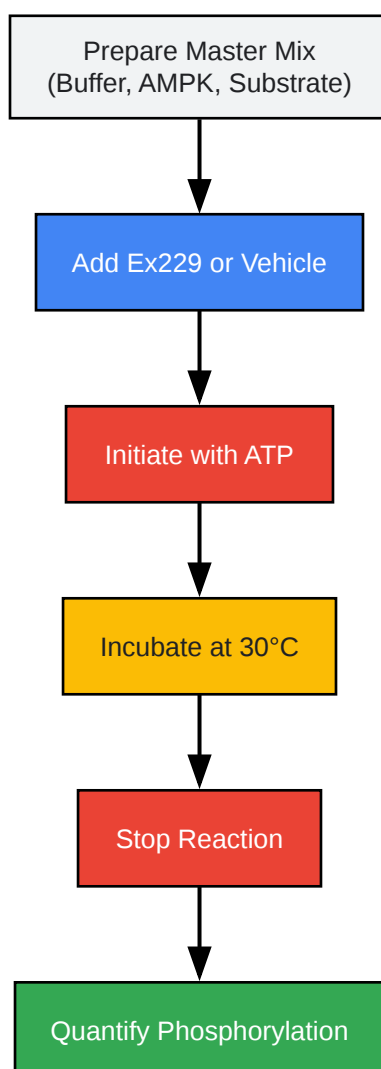 Prepare Master Mix
(Buffer, AMPK, Substrate)
Add Ex229 or Vehicle
Initiate with ATP
Incubate at 30°C
Stop Reaction
Quantify Phosphorylation